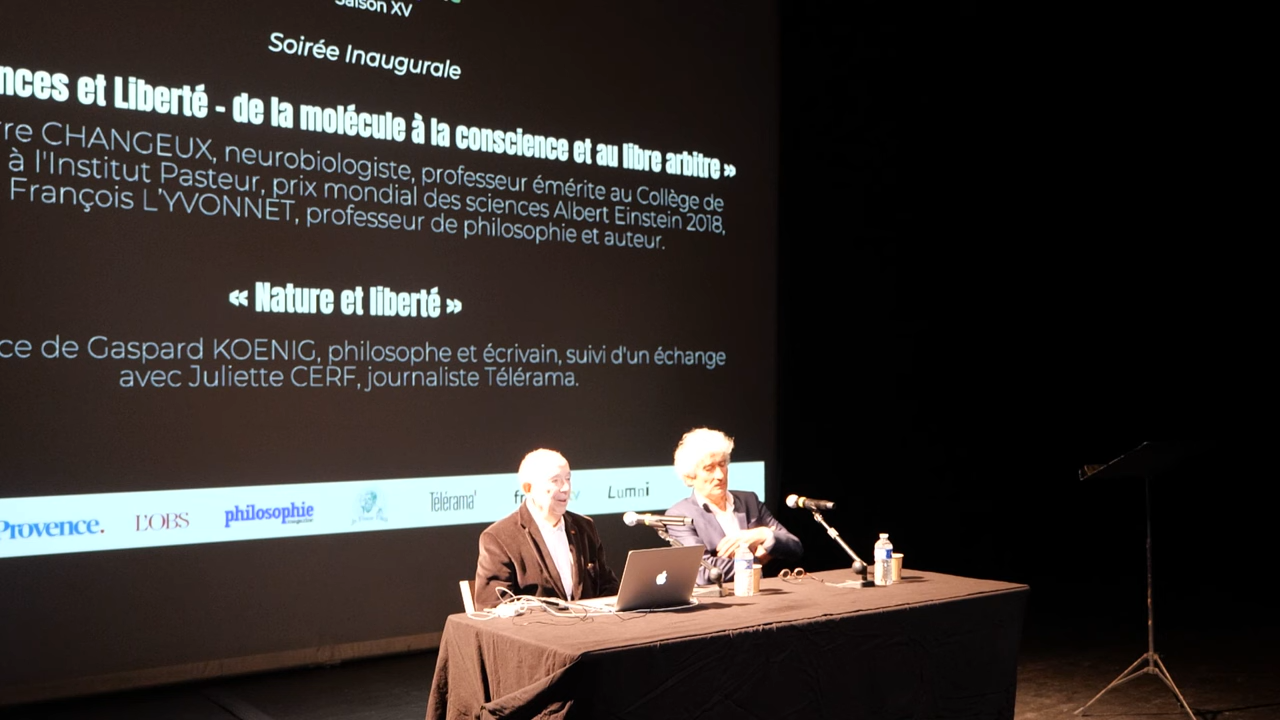 Saison XV
Soirée Inaugurale
nces et Liberté - de la molécule à la conscience et au libre arbitre »
rre CHANGEUX, neurobiologiste, professeur émérite au Collège de
à l'Institut Pasteur, prix mondial des sciences Albert Einstein 2018,
François L'YVONNET, professeur de philosophie et auteur.
« Nature et liberté »
ce de Gaspard KOENIG, philosophe et écrivain, suivi d'un échange
avec Juliette CERF, journaliste Télérama.
Provence. L'OBS philosophie magazine Télérama' Lumni